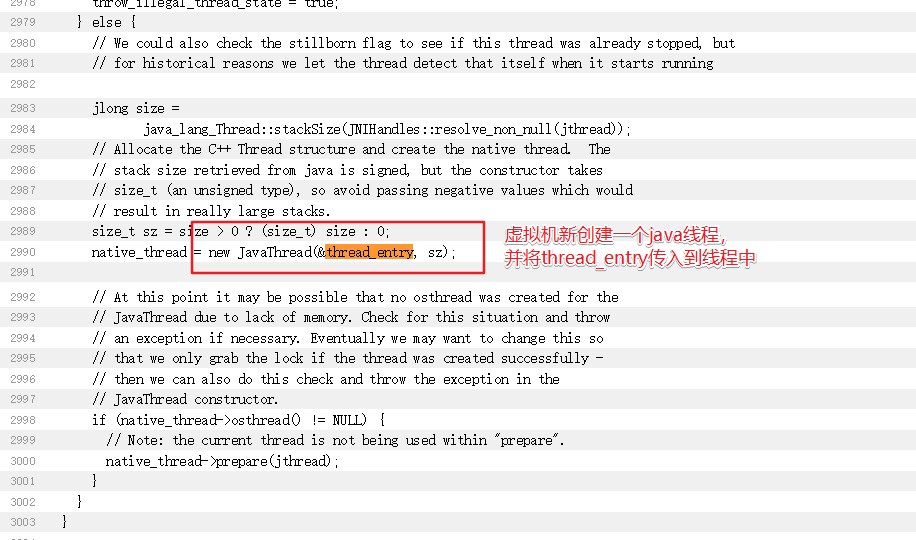 2978 throw_illegal_thread_state = true;
2979 } else {
2980 // We could also check the stillborn flag to see if this thread was already stopped, but
2981 // for historical reasons we let the thread detect that itself when it starts running
2982
2983 jlong size =
2984 java_lang_Thread::stackSize(JNIHandles::resolve_non_null(jthread));
2985 // Allocate the C++ Thread structure and create the native thread.  The
2986 // stack size retrieved from java is signed, but the constructor takes
2987 // size_t (an unsigned type), so avoid passing negative values which would
2988 // result in really large stacks.
2989 size_t sz = size > 0 ? (size_t) size : 0;
2990 native_thread = new JavaThread(&thread_entry, sz);
虚拟机新创建一个java线程，
并将thread_entry传入到线程中
2991
2992 // At this point it may be possible that no osthread was created for the
2993 // JavaThread due to lack of memory. Check for this situation and throw
2994 // an exception if necessary. Eventually we may want to change this so
2995 // that we only grab the lock if the thread was created successfully -
2996 // then we can also do this check and throw the exception in the
2997 // JavaThread constructor.
2998 if (native_thread->osthread() != NULL) {
2999 // Note: the current thread is not being used within "prepare".
3000 native_thread->prepare(jthread);
3001 }
3002 }
3003 }